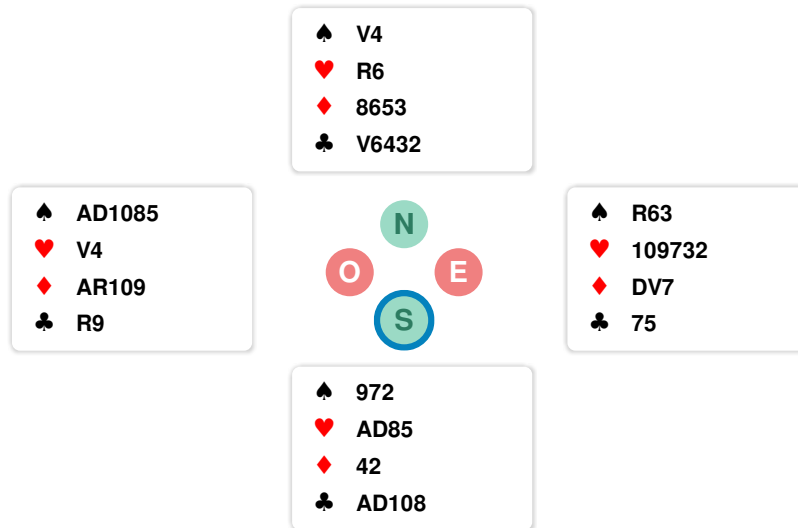 ♠ V4
♥ R6
♦ 8653
♣ V6432
♠ AD1085
♥ V4
♦ AR109
♣ R9
N
O E
S
♠ R63
♥ 109732
♦ DV7
♣ 75
♠ 972
♥ AD85
♦ 42
♣ AD108